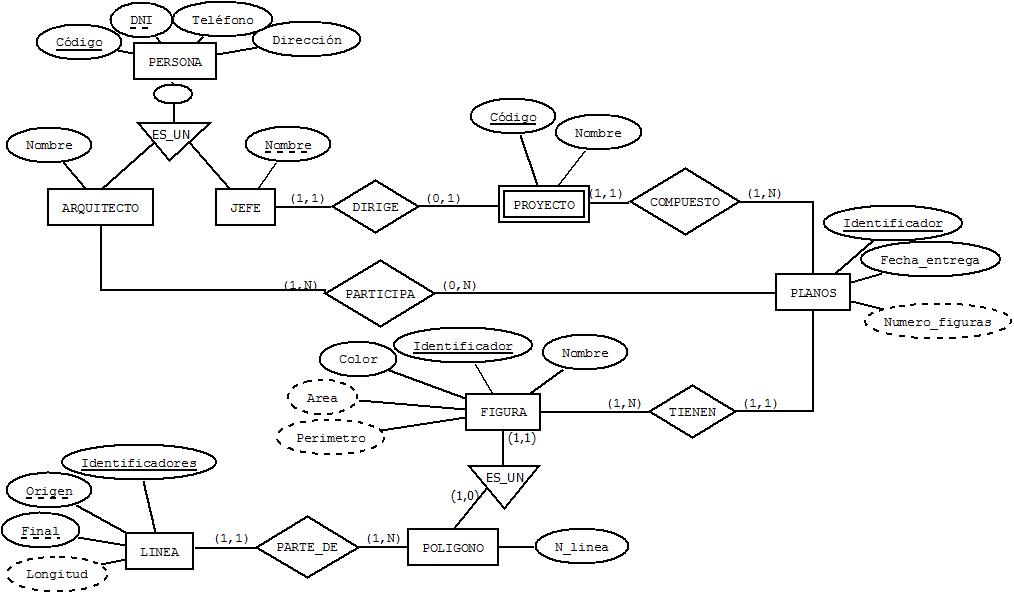 DNI
Teléfono
Código
Dirección
PERSONA
ES_UN
Nombre
Nombre
Código
Nombre
ARQUITECTO
JEFE
(1,1)
DIRIGE
(0,1)
PROYECTO
(1,1)
COMPUESTO
(1,N)
Identificador
Fecha_entrega
PLANOS
Numero_figuras
(1,N)
PARTICIPA
(0,N)
Color
Identificador
Nombre
Area
Perimetro
FIGURA
(1,N)
TIENEN
(1,1)
(1,1)
ES_UN
(1,0)
Identificadores
Origen
Final
Longitud
LINEA
(1,1)
PARTE_DE
(1,N)
POLIGONO
N_linea